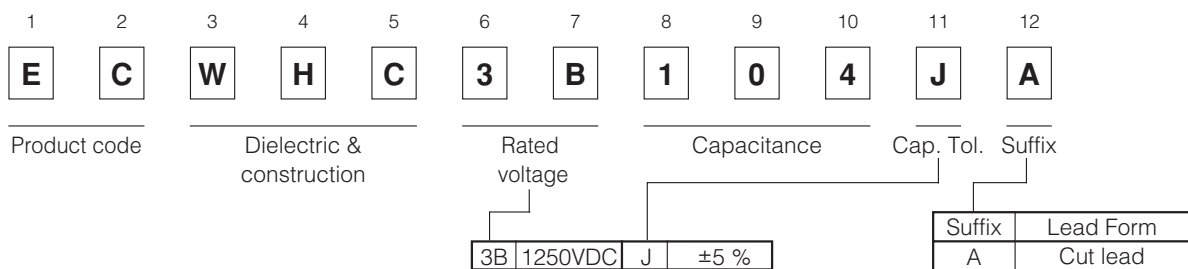 1 2 3 4 5 6 7 8 9 10 11 12
E C W H C 3 B 1 0 4 J A
Product code Dielectric & Rated Capacitance Cap. Tol. Suffix
construction voltage
Suffix Lead Form
3B 1250VDC J ±5 % A Cut lead